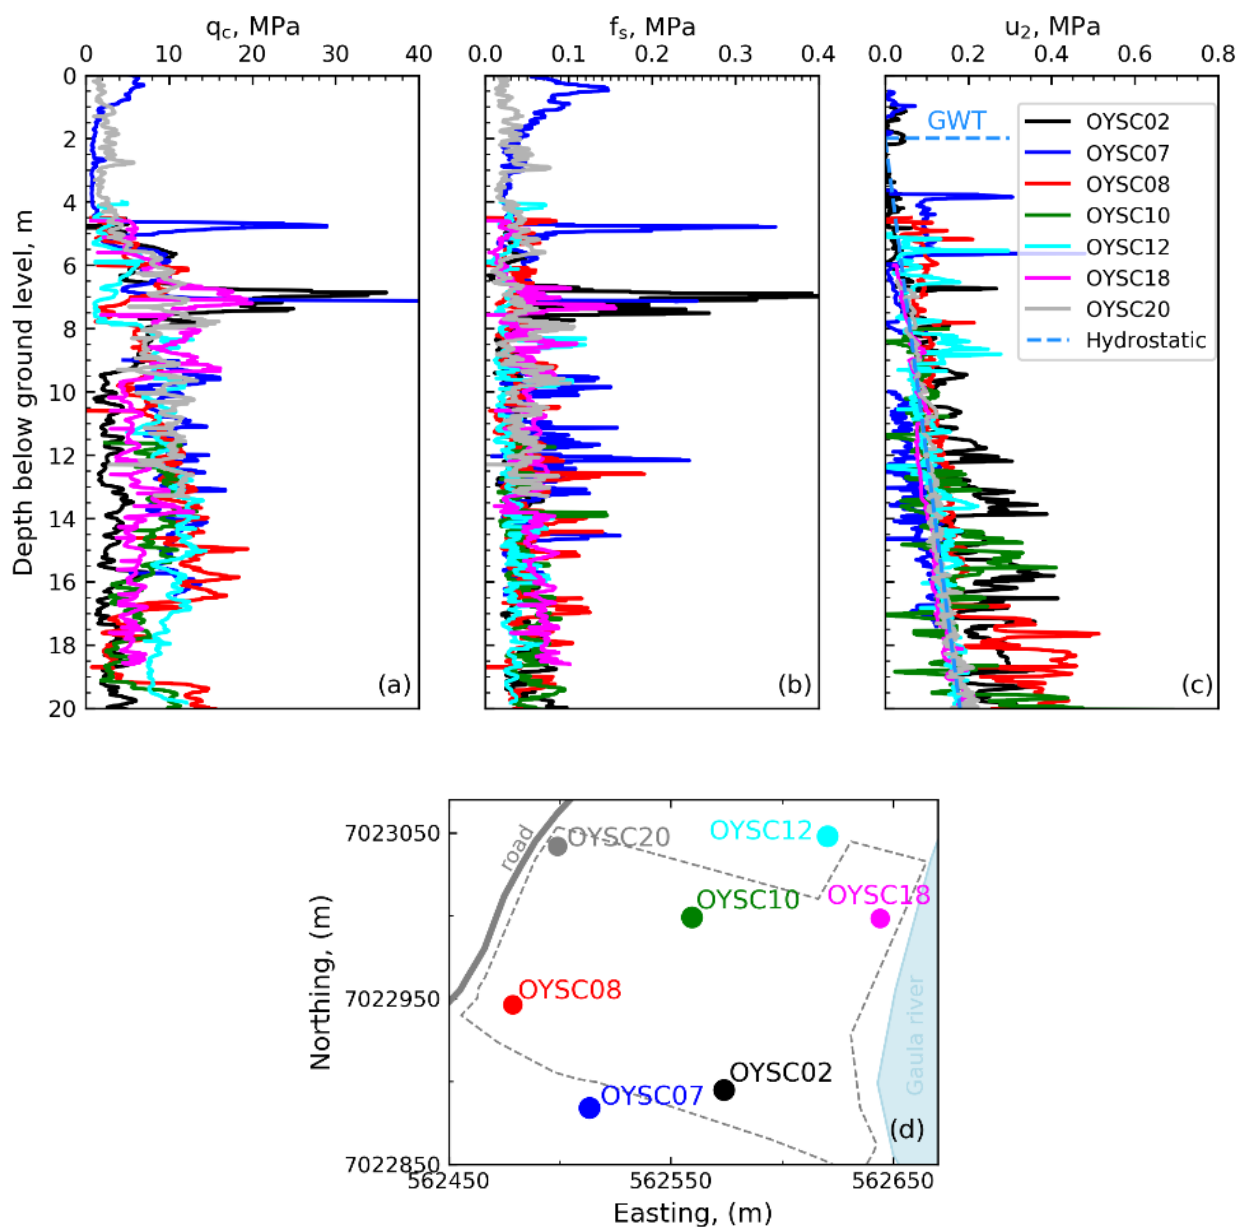 q_c, MPa
f_s, MPa
u_2, MPa
0 10 20 30 40
0.0 0.1 0.2 0.3 0.4
0.0 0.2 0.4 0.6 0.8
Depth below ground level, m
0
2
4
6
8
10
12
14
16
18
20
(a)
(b)
(c)
GWT
OYSC02
OYSC07
OYSC08
OYSC10
OYSC12
OYSC18
OYSC20
Hydrostatic
7023050
7022950
7022850
Northing, (m)
road
OYSC20
OYSC12
OYSC10
OYSC18
OYSC08
OYSC02
OYSC07
Gaula river
(d)
562450 562550 562650
Easting, (m)